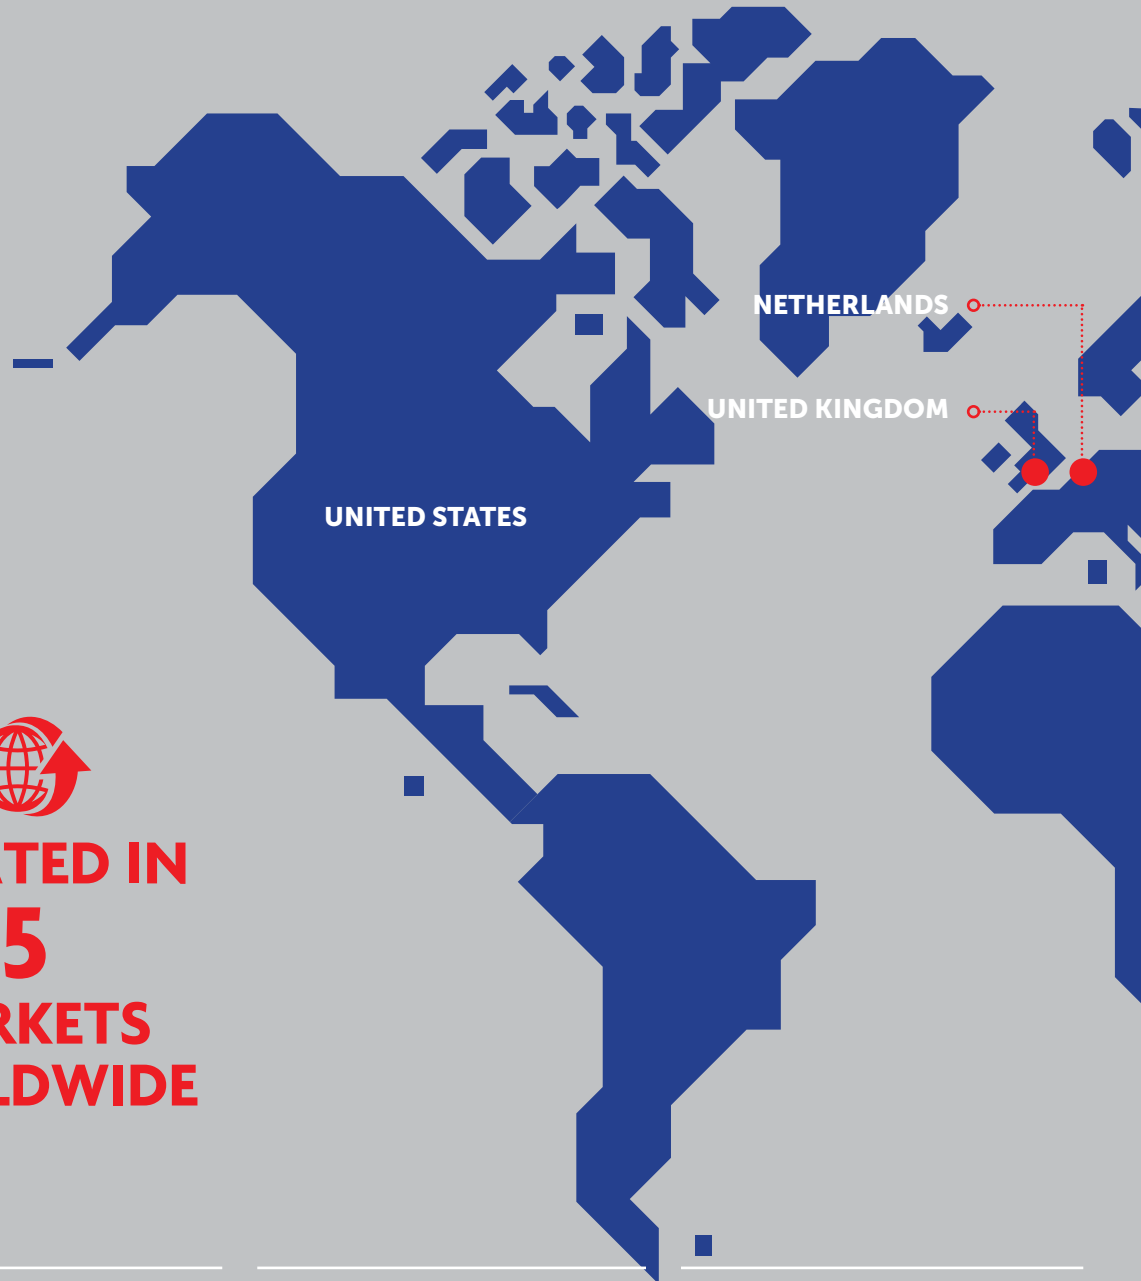 NETHERLANDS
UNITED KINGDOM
UNITED STATES
ATED IN
5
RKETS
LDWIDE